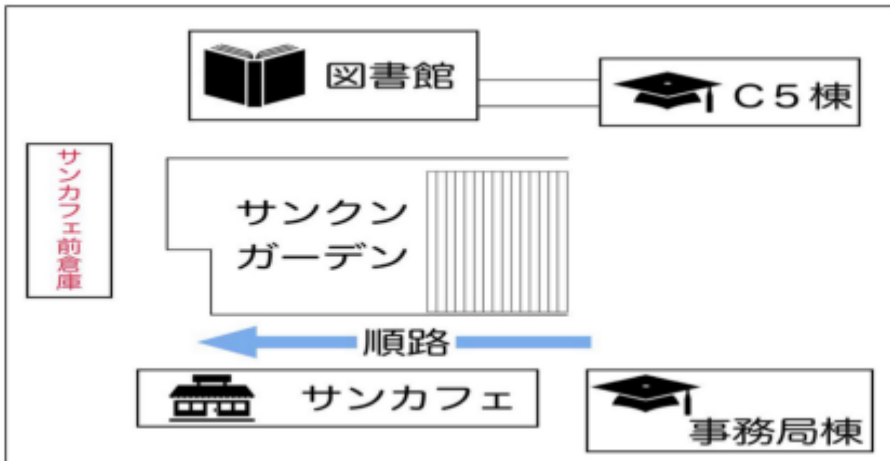 図書館
C5棟
サンカフェ前倉庫
サンクン
ガーデン
順路
サンカフェ
事務局棟